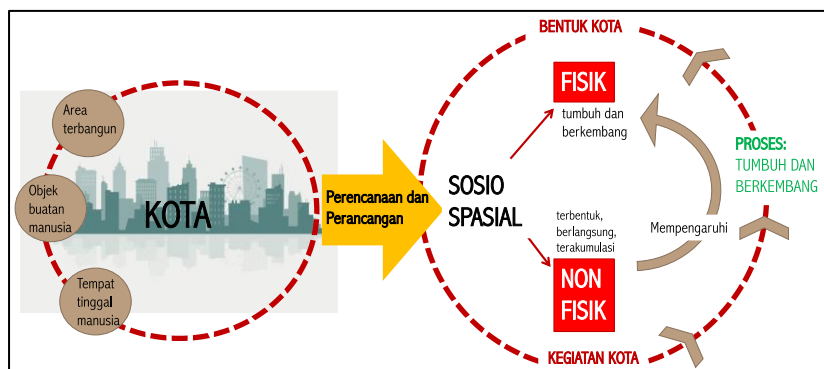 Area
terbangun
Objek
buatan
manusia
Tempat
tinggal
manusia
KOTA
Perencanaan dan
Perancangan
BENTUK KOTA
FISIK
tumbuh dan
berkembang
SOSIO
SPASIAL
terbentuk,
berlangsung,
terakumulasi
NON
FISIK
KEGIATAN KOTA
Mempengaruhi
PROSES:
TUMBUH DAN
BERKEMBANG